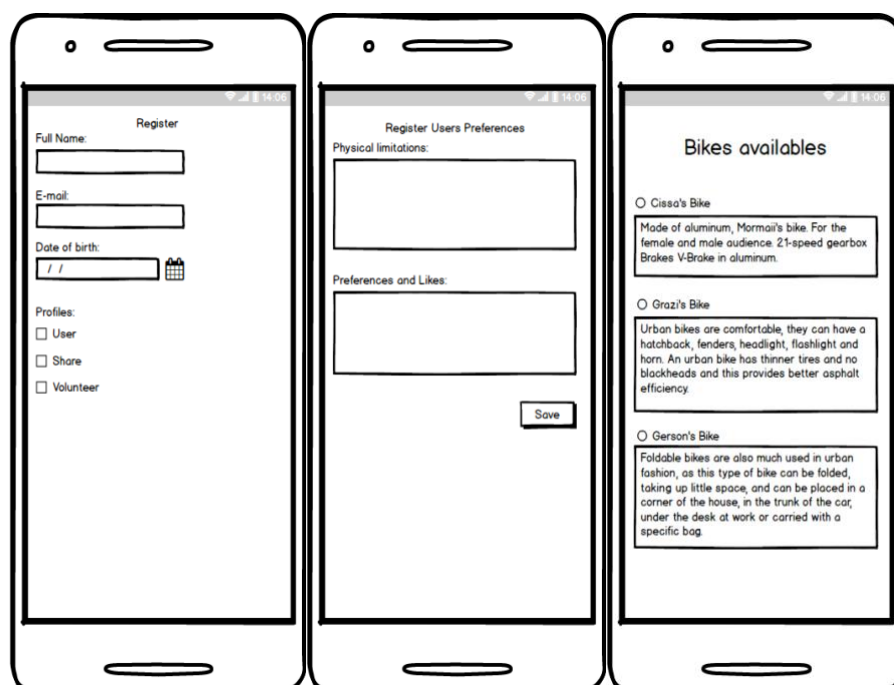 14:06
Register
Full Name:
E-mail:
Date of birth:
/ /
Profiles:
User
Share
Volunteer
14:06
Register Users Preferences
Physical limitations:
Preferences and Likes:
Save
14:06
Bikes availables
Cissa's Bike
Made of aluminum, Mormaii's bike. For the
female and male audience. 21-speed gearbox
Brakes V-Brake in aluminum.
Grazi's Bike
Urban bikes are comfortable, they can have a
hatchback, fenders, headlight, flashlight and
horn. An urban bike has thinner tires and no
blackheads and this provides better asphalt
efficiency.
Gerson's Bike
Foldable bikes are also much used in urban
fashion, as this type of bike can be folded,
taking up little space, and can be placed in a
corner of the house, in the trunk of the car,
under the desk at work or carried with a
specific bag.